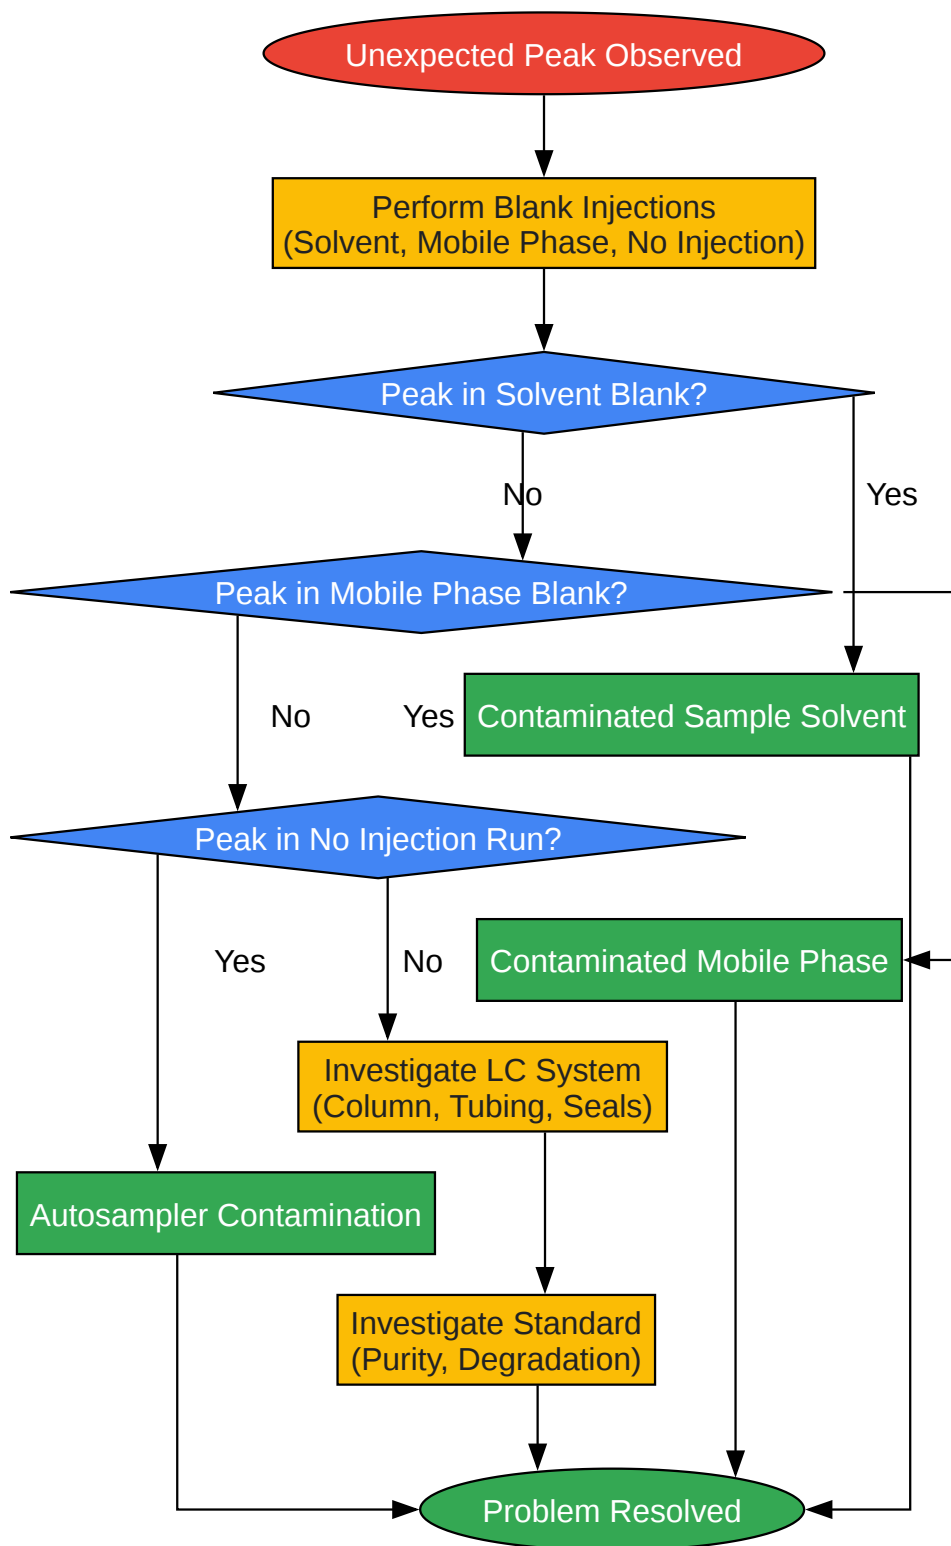 Unexpected Peak Observed
Perform Blank Injections
(Solvent, Mobile Phase, No Injection)
Peak in Solvent Blank?
No
Yes
Peak in Mobile Phase Blank?
No
Yes
Contaminated Sample Solvent
Peak in No Injection Run?
Yes
No
Contaminated Mobile Phase
Investigate LC System
(Column, Tubing, Seals)
Autosampler Contamination
Investigate Standard
(Purity, Degradation)
Problem Resolved